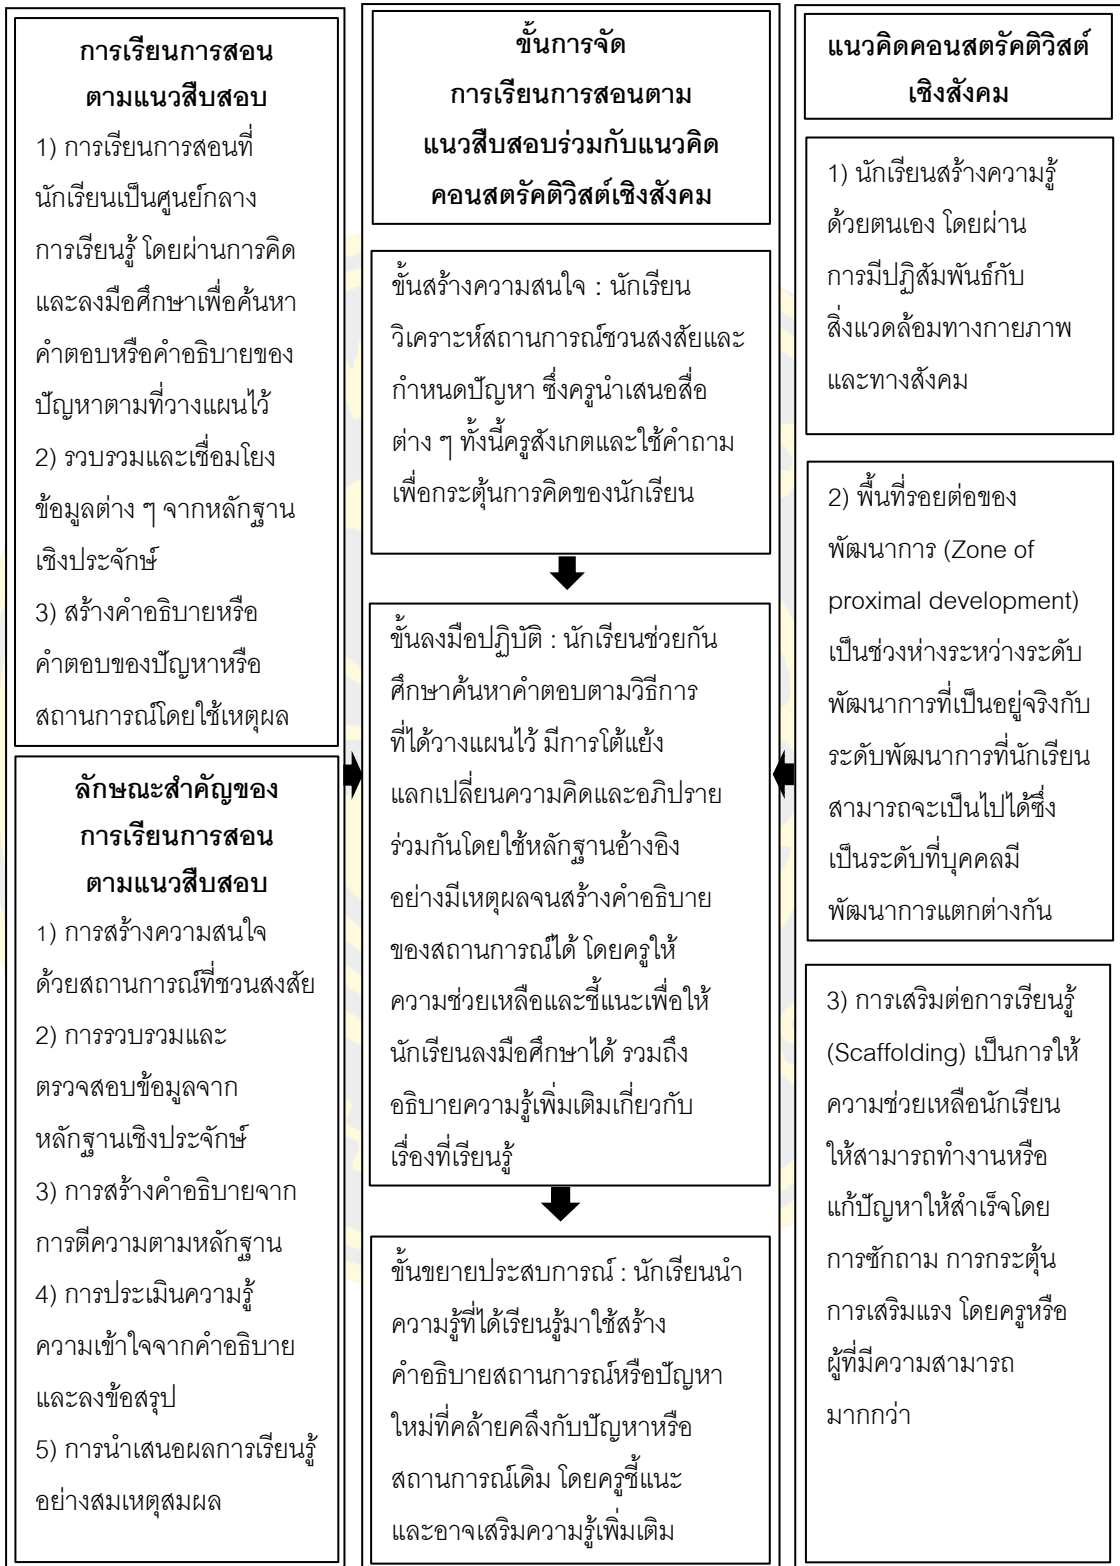 การเรียนการสอน
ตามแนวสืบสอบ
1) การเรียนการสอนที่
นักเรียนเป็นศูนย์กลาง
การเรียนรู้ โดยผ่านการคิด
และลงมือศึกษาเพื่อค้นหา
คำตอบหรือคำอธิบายของ
ปัญหาตามที่วางแผนไว้
2) รวบรวมและเชื่อมโยง
ข้อมูลต่าง ๆ จากหลักฐาน
เชิงประจักษ์
3) สร้างคำอธิบายหรือ
คำตอบของปัญหาหรือ
สถานการณ์โดยใช้เหตุผล
ลักษณะสำคัญของ
การเรียนการสอน
ตามแนวสืบสอบ
1) การสร้างความสนใจ
ด้วยสถานการณ์ที่ชวนสงสัย
2) การรวบรวมและ
ตรวจสอบข้อมูลจาก
หลักฐานเชิงประจักษ์
3) การสร้างคำอธิบายจาก
การตีความตามหลักฐาน
4) การประเมินความรู้
ความเข้าใจจากคำอธิบาย
และลงข้อสรุป
5) การนำเสนอผลการเรียนรู้
อย่างสมเหตุสมผล
ขั้นการจัด
การเรียนการสอนตาม
แนวสืบสอบร่วมกับแนวคิด
คอนสตรัคติวิสต์เชิงสังคม
ขั้นสร้างความสนใจ : นักเรียน
วิเคราะห์สถานการณ์ชวนสงสัยและ
กำหนดปัญหา ซึ่งครูนำเสนอสื่อ
ต่าง ๆ ทั้งนี้ครูสังเกตและใช้คำถาม
เพื่อกระตุ้นการคิดของนักเรียน
ขั้นลงมือปฏิบัติ : นักเรียนช่วยกัน
ศึกษาค้นหาคำตอบตามวิธีการ
ที่ได้วางแผนไว้ มีการโต้แย้ง
แลกเปลี่ยนความคิดและอภิปราย
ร่วมกันโดยใช้หลักฐานอ้างอิง
อย่างมีเหตุผลจนสร้างคำอธิบาย
ของสถานการณ์ได้ โดยครูให้
ความช่วยเหลือและชี้แนะเพื่อให้
นักเรียนลงมือศึกษาได้ รวมถึง
อธิบายความรู้เพิ่มเติมเกี่ยวกับ
เรื่องที่เรียนรู้
ขั้นขยายประสบการณ์ : นักเรียนนำ
ความรู้ที่ได้เรียนรู้มาใช้สร้าง
คำอธิบายสถานการณ์หรือปัญหา
ใหม่ที่คล้ายคลึงกับปัญหาหรือ
สถานการณ์เดิม โดยครูชี้แนะ
และอาจเสริมความรู้เพิ่มเติม
แนวคิดคอนสตรัคติวิสต์
เชิงสังคม
1) นักเรียนสร้างความรู้
ด้วยตนเอง โดยผ่าน
การมีปฏิสัมพันธ์กับ
สิ่งแวดล้อมทางกายภาพ
และทางสังคม
2) พื้นที่รอยต่อของ
พัฒนาการ (Zone of
proximal development)
เป็นช่วงห่างระหว่างระดับ
พัฒนาการที่เป็นอยู่จริงกับ
ระดับพัฒนาการที่นักเรียน
สามารถจะเป็นไปได้ซึ่ง
เป็นระดับที่บุคคลมี
พัฒนาการแตกต่างกัน
3) การเสริมต่อการเรียนรู้
(Scaffolding) เป็นการให้
ความช่วยเหลือนักเรียน
ให้สามารถทำงานหรือ
แก้ปัญหาให้สำเร็จโดย
การซักถาม การกระตุ้น
การเสริมแรง โดยครูหรือ
ผู้ที่มีความสามารถ
มากกว่า